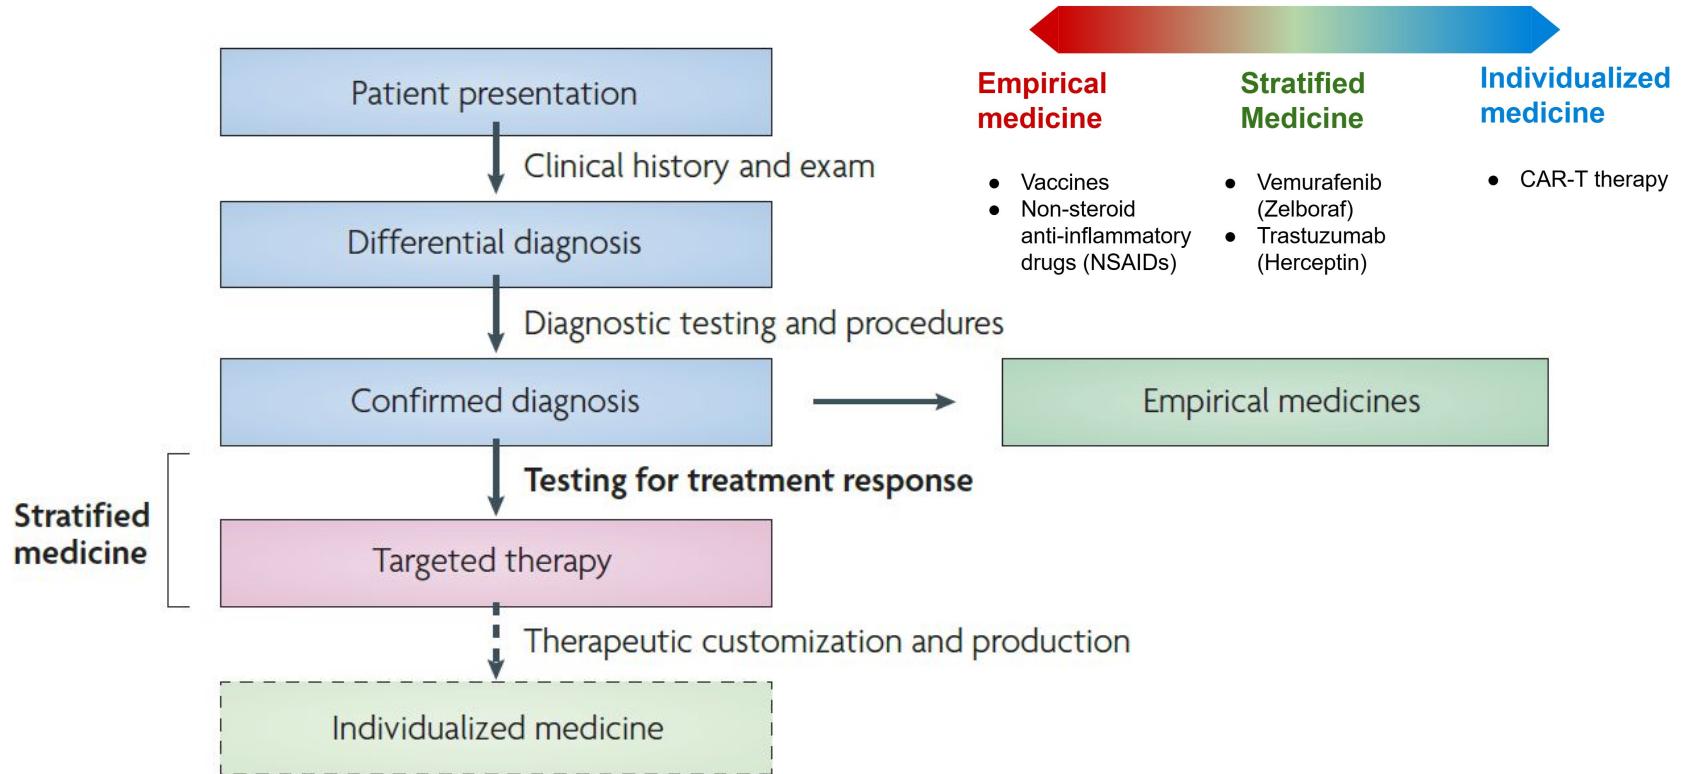 Patient presentation
Clinical history and exam
Differential diagnosis
Diagnostic testing and procedures
Confirmed diagnosis
Empirical medicines
Testing for treatment response
Stratified
medicine
Targeted therapy
Therapeutic customization and production
Individualized medicine
Empirical
medicine
● Vaccines
● Non-steroid
anti-inflammatory
drugs (NSAIDs)
Stratified
Medicine
● Vemurafenib
(Zelboraf)
● Trastuzumab
(Herceptin)
Individualized
medicine
● CAR-T therapy